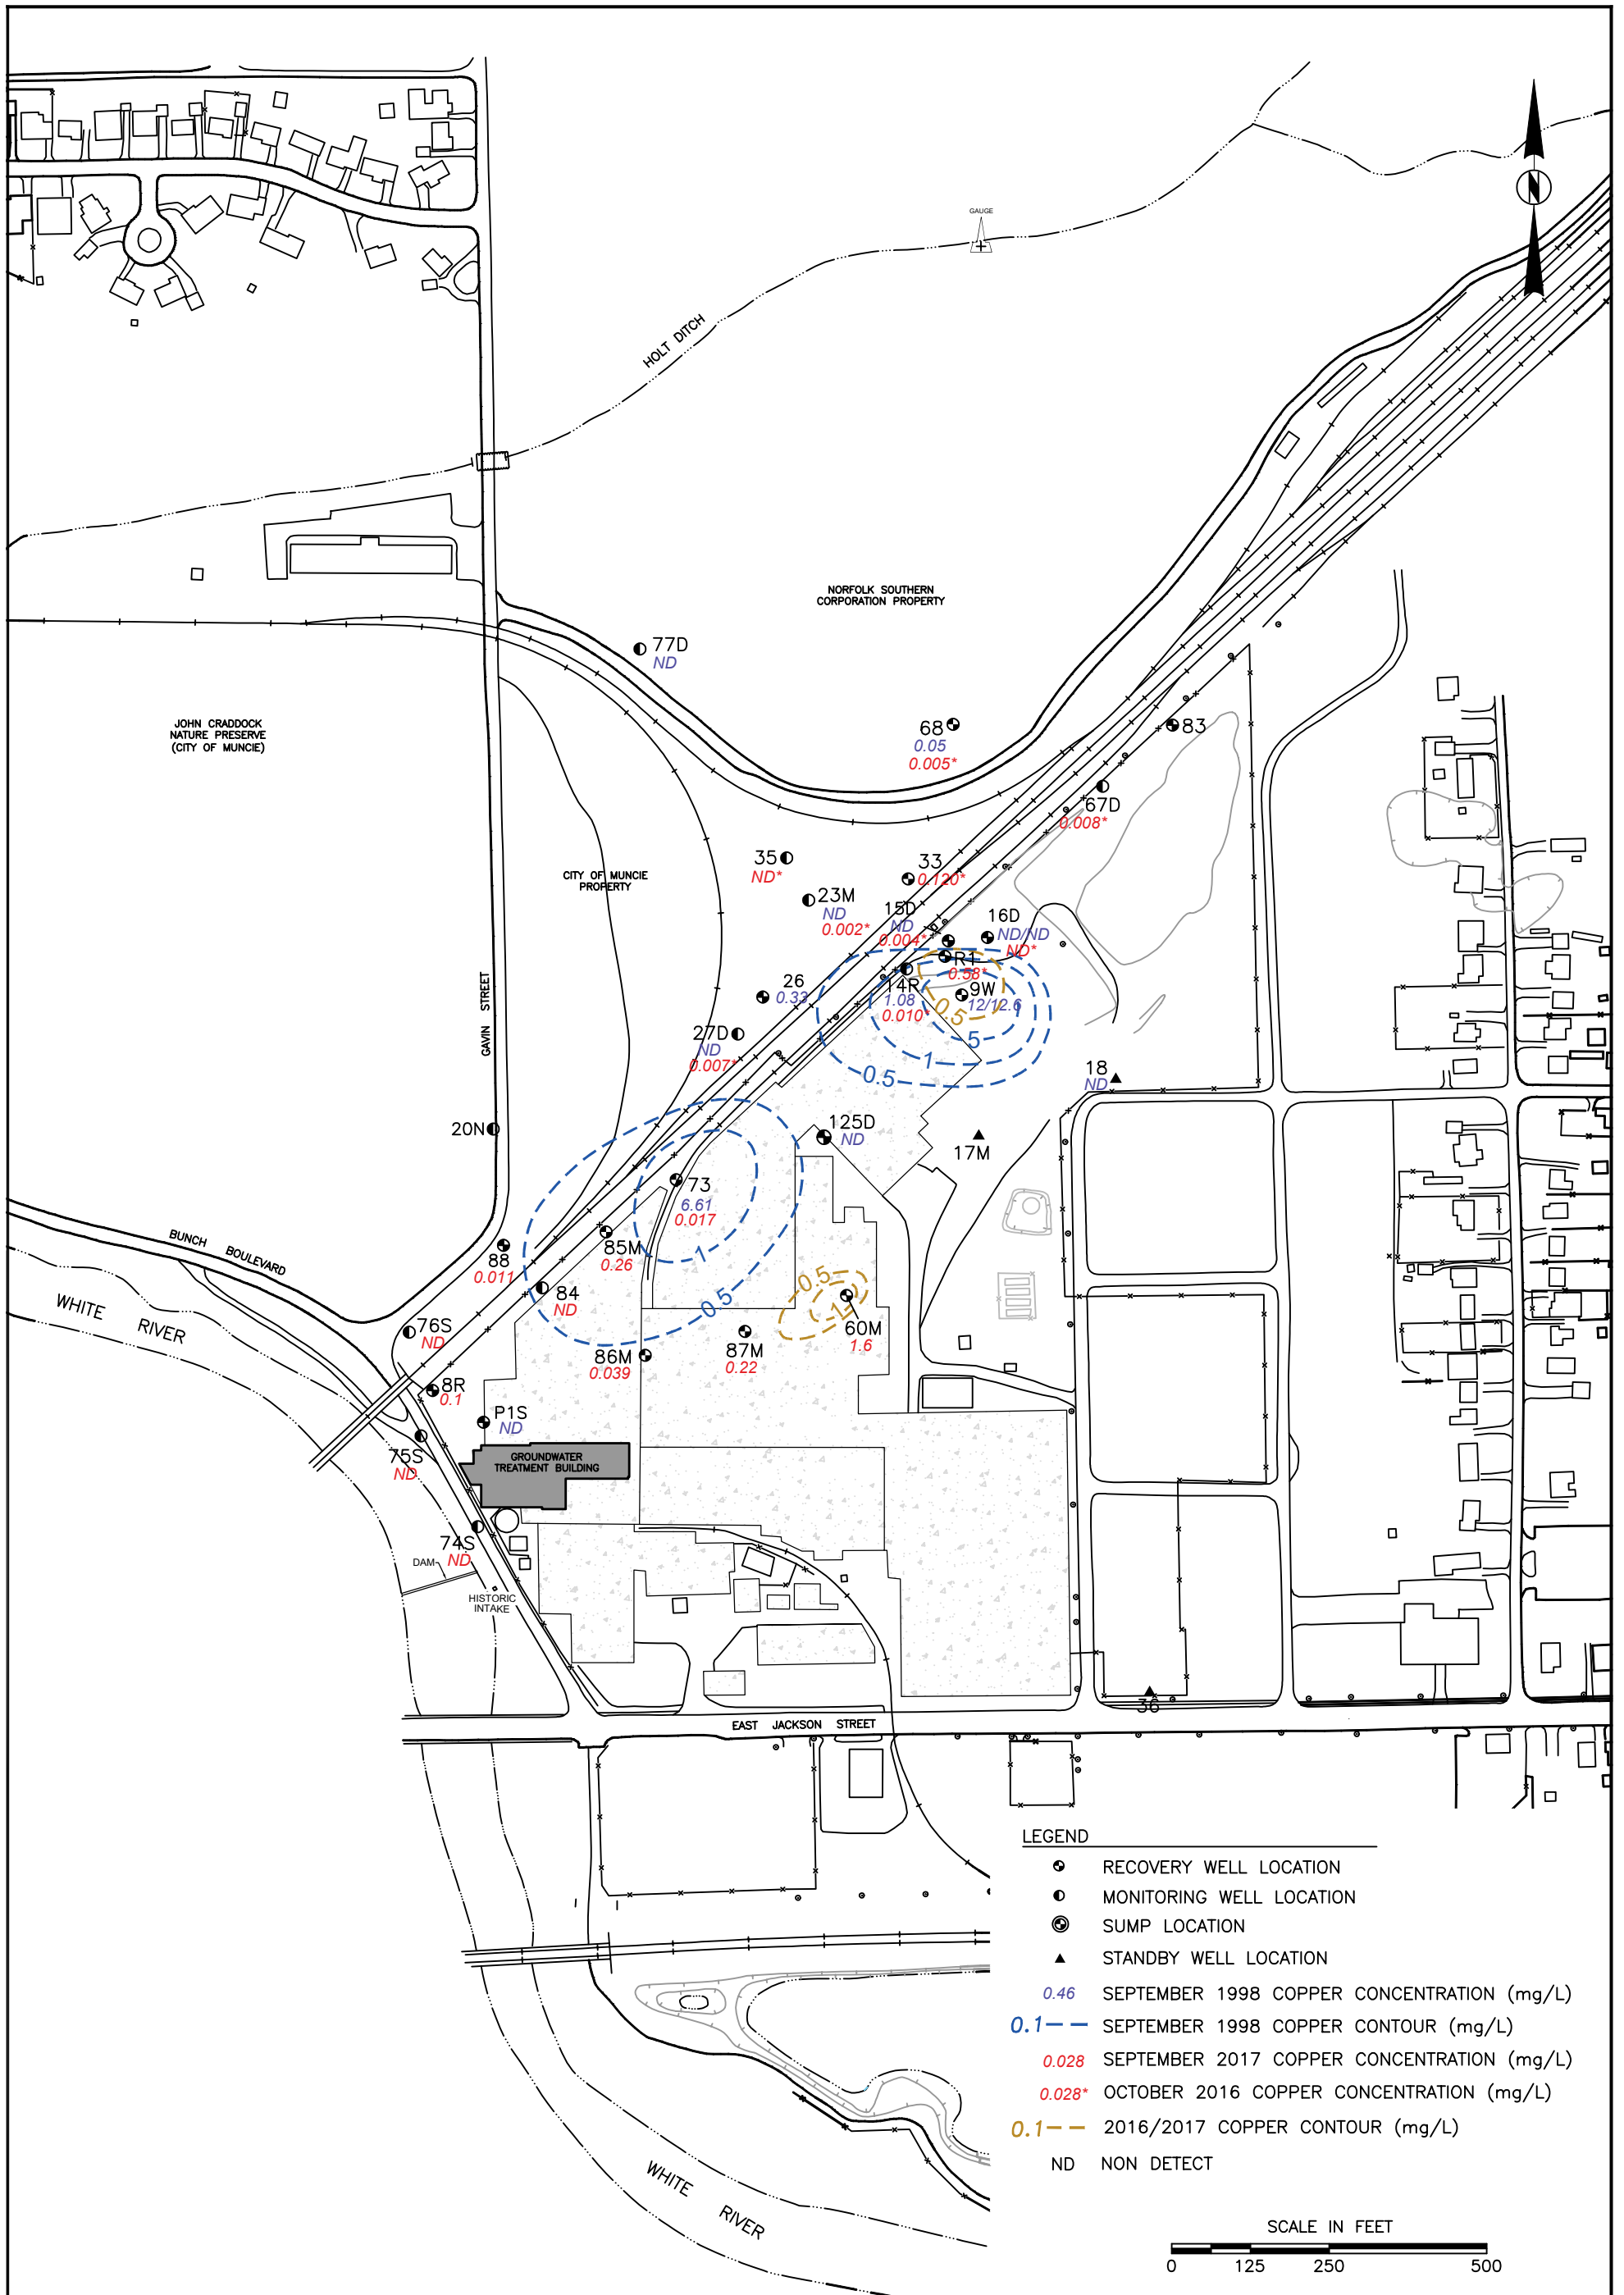 GAUGE
N
HOLT DITCH
NORFOLK SOUTHERN
CORPORATION PROPERTY
77D
ND
JOHN CRADDOCK
NATURE PRESERVE
(CITY OF MUNCIE)
68
0.05
0.005*
83
67D
0.008*
35
ND*
CITY OF MUNCIE
PROPERTY
33
0.120*
23M
ND
0.002*
15D
ND
0.004*
16D
ND/ND
ND*
R1
0.58*
26
0.33
14R
1.08
0.010*
9W
12/12.6
0.5
5
1
0.5
GAVIN STREET
27D
ND
0.007*
18
ND
20N
125D
ND
17M
73
6.61
0.017
BUNCH BOULEVARD
88
0.011
85M
0.26
1
0.5
0.5
1
84
ND
60M
1.6
WHITE RIVER
76S
ND
86M
0.039
87M
0.22
8R
0.1
P1S
ND
75S
ND
GROUNDWATER
TREATMENT BUILDING
74S
ND
DAM
HISTORIC
INTAKE
36
EAST JACKSON STREET
WHITE RIVER
LEGEND
RECOVERY WELL LOCATION
MONITORING WELL LOCATION
SUMP LOCATION
STANDBY WELL LOCATION
0.46 SEPTEMBER 1998 COPPER CONCENTRATION (mg/L)
0.1 SEPTEMBER 1998 COPPER CONTOUR (mg/L)
0.028 SEPTEMBER 2017 COPPER CONCENTRATION (mg/L)
0.028* OCTOBER 2016 COPPER CONCENTRATION (mg/L)
0.1 2016/2017 COPPER CONTOUR (mg/L)
ND NON DETECT
SCALE IN FEET
0 125 250 500